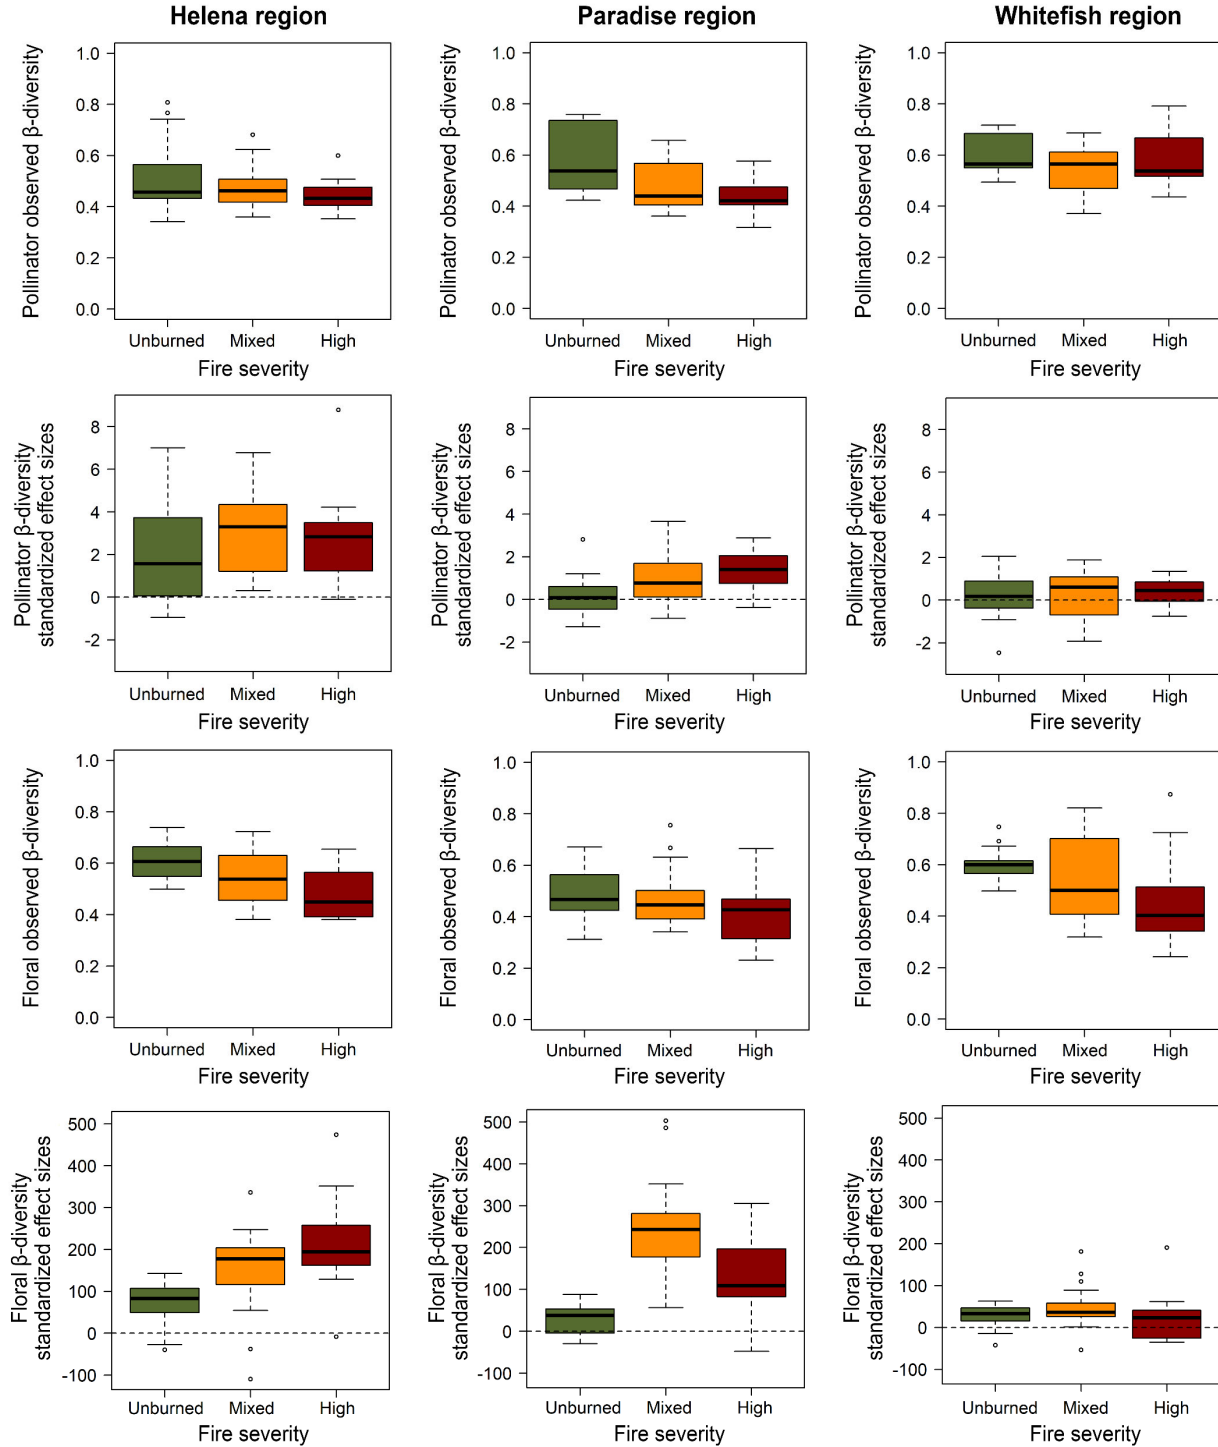 Helena region
Paradise region
Whitefish region
Pollinator observed β-diversity
1.0
0.8
0.6
0.4
0.2
0.0
Unburned Mixed High
Fire severity
Pollinator observed β-diversity
1.0
0.8
0.6
0.4
0.2
0.0
Unburned Mixed High
Fire severity
Pollinator observed β-diversity
1.0
0.8
0.6
0.4
0.2
0.0
Unburned Mixed High
Fire severity
Pollinator β-diversity
standardized effect sizes
8
6
4
2
0
-2
Unburned Mixed High
Fire severity
Pollinator β-diversity
standardized effect sizes
8
6
4
2
0
-2
Unburned Mixed High
Fire severity
Pollinator β-diversity
standardized effect sizes
8
6
4
2
0
-2
Unburned Mixed High
Fire severity
Floral observed β-diversity
1.0
0.8
0.6
0.4
0.2
0.0
Unburned Mixed High
Fire severity
Floral observed β-diversity
1.0
0.8
0.6
0.4
0.2
0.0
Unburned Mixed High
Fire severity
Floral observed β-diversity
1.0
0.8
0.6
0.4
0.2
0.0
Unburned Mixed High
Fire severity
Floral β-diversity
standardized effect sizes
500
400
300
200
100
0
-100
Unburned Mixed High
Fire severity
Floral β-diversity
standardized effect sizes
500
400
300
200
100
0
-100
Unburned Mixed High
Fire severity
Floral β-diversity
standardized effect sizes
500
400
300
200
100
0
-100
Unburned Mixed High
Fire severity